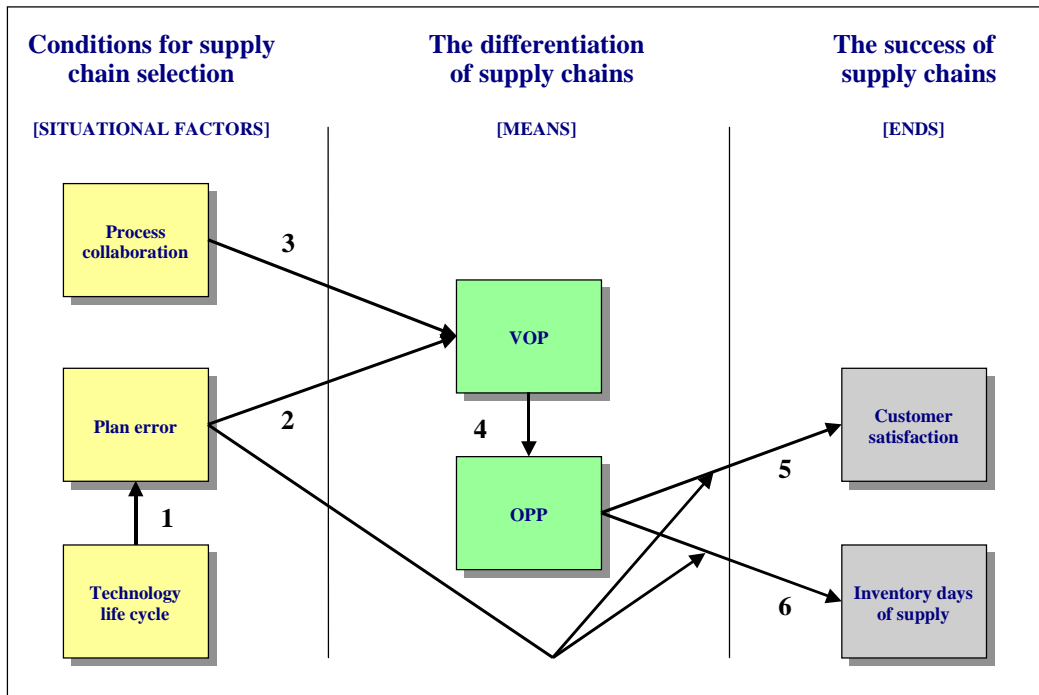 Conditions for supply
chain selection
[SITUATIONAL FACTORS]
The differentiation
of supply chains
[MEANS]
The success of
supply chains
[ENDS]
Process
collaboration
3
VOP
Plan error
2
4
Customer
satisfaction
5
OPP
1
Technology
life cycle
6
Inventory days
of supply